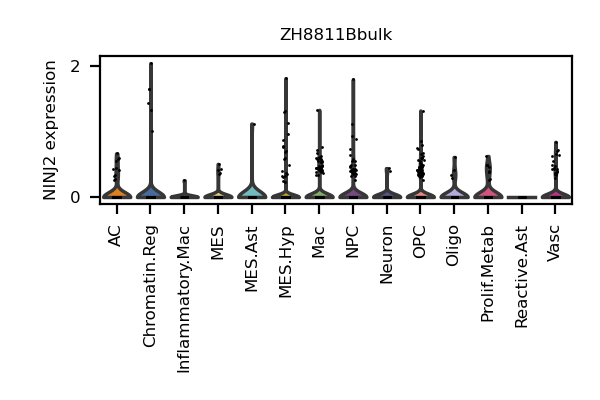 ZH8811Bbulk
NINJ2 expression
2
0
AC
Chromatin.Reg
Inflammatory.Mac
MES
MES.Ast
MES.Hyp
Mac
NPC
Neuron
OPC
Oligo
Prolif.Metab
Reactive.Ast
Vasc